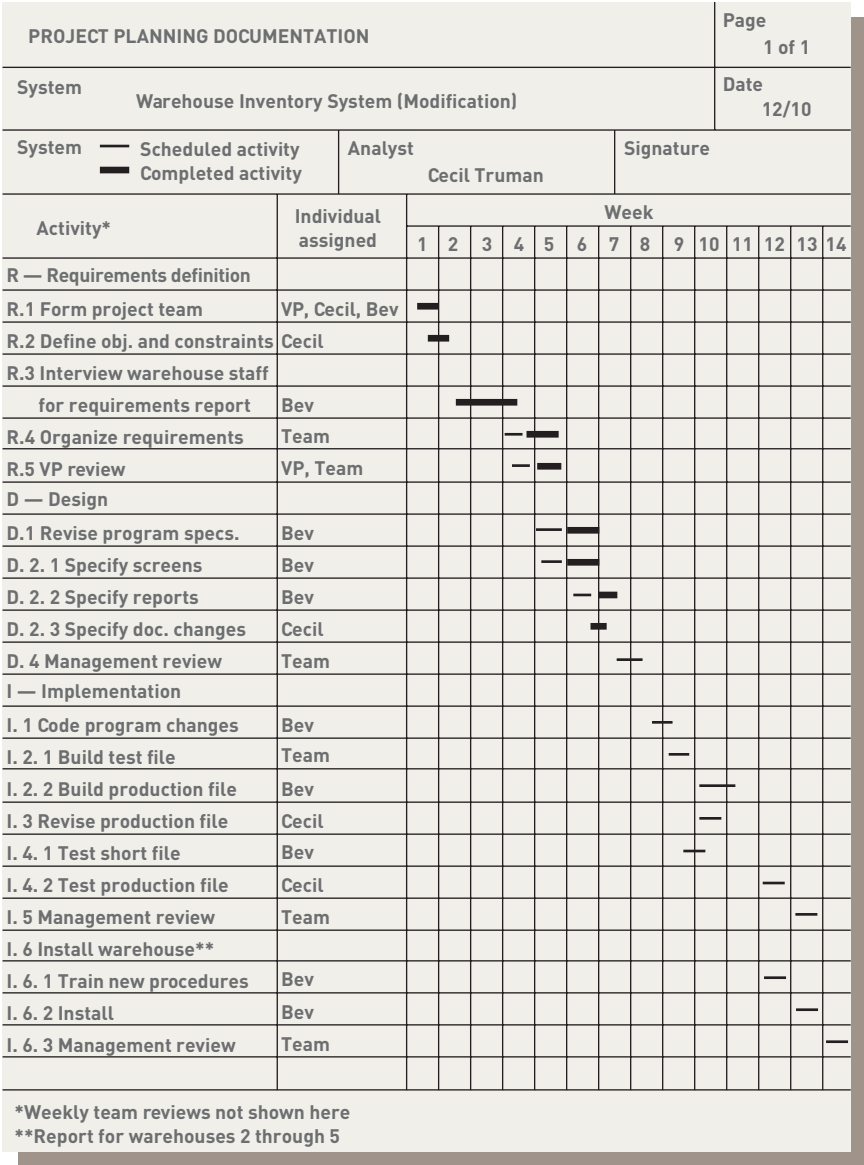 PROJECT PLANNING DOCUMENTATION
Page
1 of 1
System
Warehouse Inventory System (Modification)
Date
12/10
System
Scheduled activity
Completed activity
Analyst
Cecil Truman
Signature
Activity*
Individual
assigned
Week
1 2 3 4 5 6 7 8 9 10 11 12 13 14
R — Requirements definition
R.1 Form project team VP, Cecil, Bev
R.2 Define obj. and constraints Cecil
R.3 Interview warehouse staff
for requirements report Bev
R.4 Organize requirements Team
R.5 VP review VP, Team
D — Design
D.1 Revise program specs. Bev
D. 2. 1 Specify screens Bev
D. 2. 2 Specify reports Bev
D. 2. 3 Specify doc. changes Cecil
D. 4 Management review Team
I — Implementation
I. 1 Code program changes Bev
I. 2. 1 Build test file Team
I. 2. 2 Build production file Bev
I. 3 Revise production file Cecil
I. 4. 1 Test short file Bev
I. 4. 2 Test production file Cecil
I. 5 Management review Team
I. 6 Install warehouse**
I. 6. 1 Train new procedures Bev
I. 6. 2 Install Bev
I. 6. 3 Management review Team
*Weekly team reviews not shown here
**Report for warehouses 2 through 5